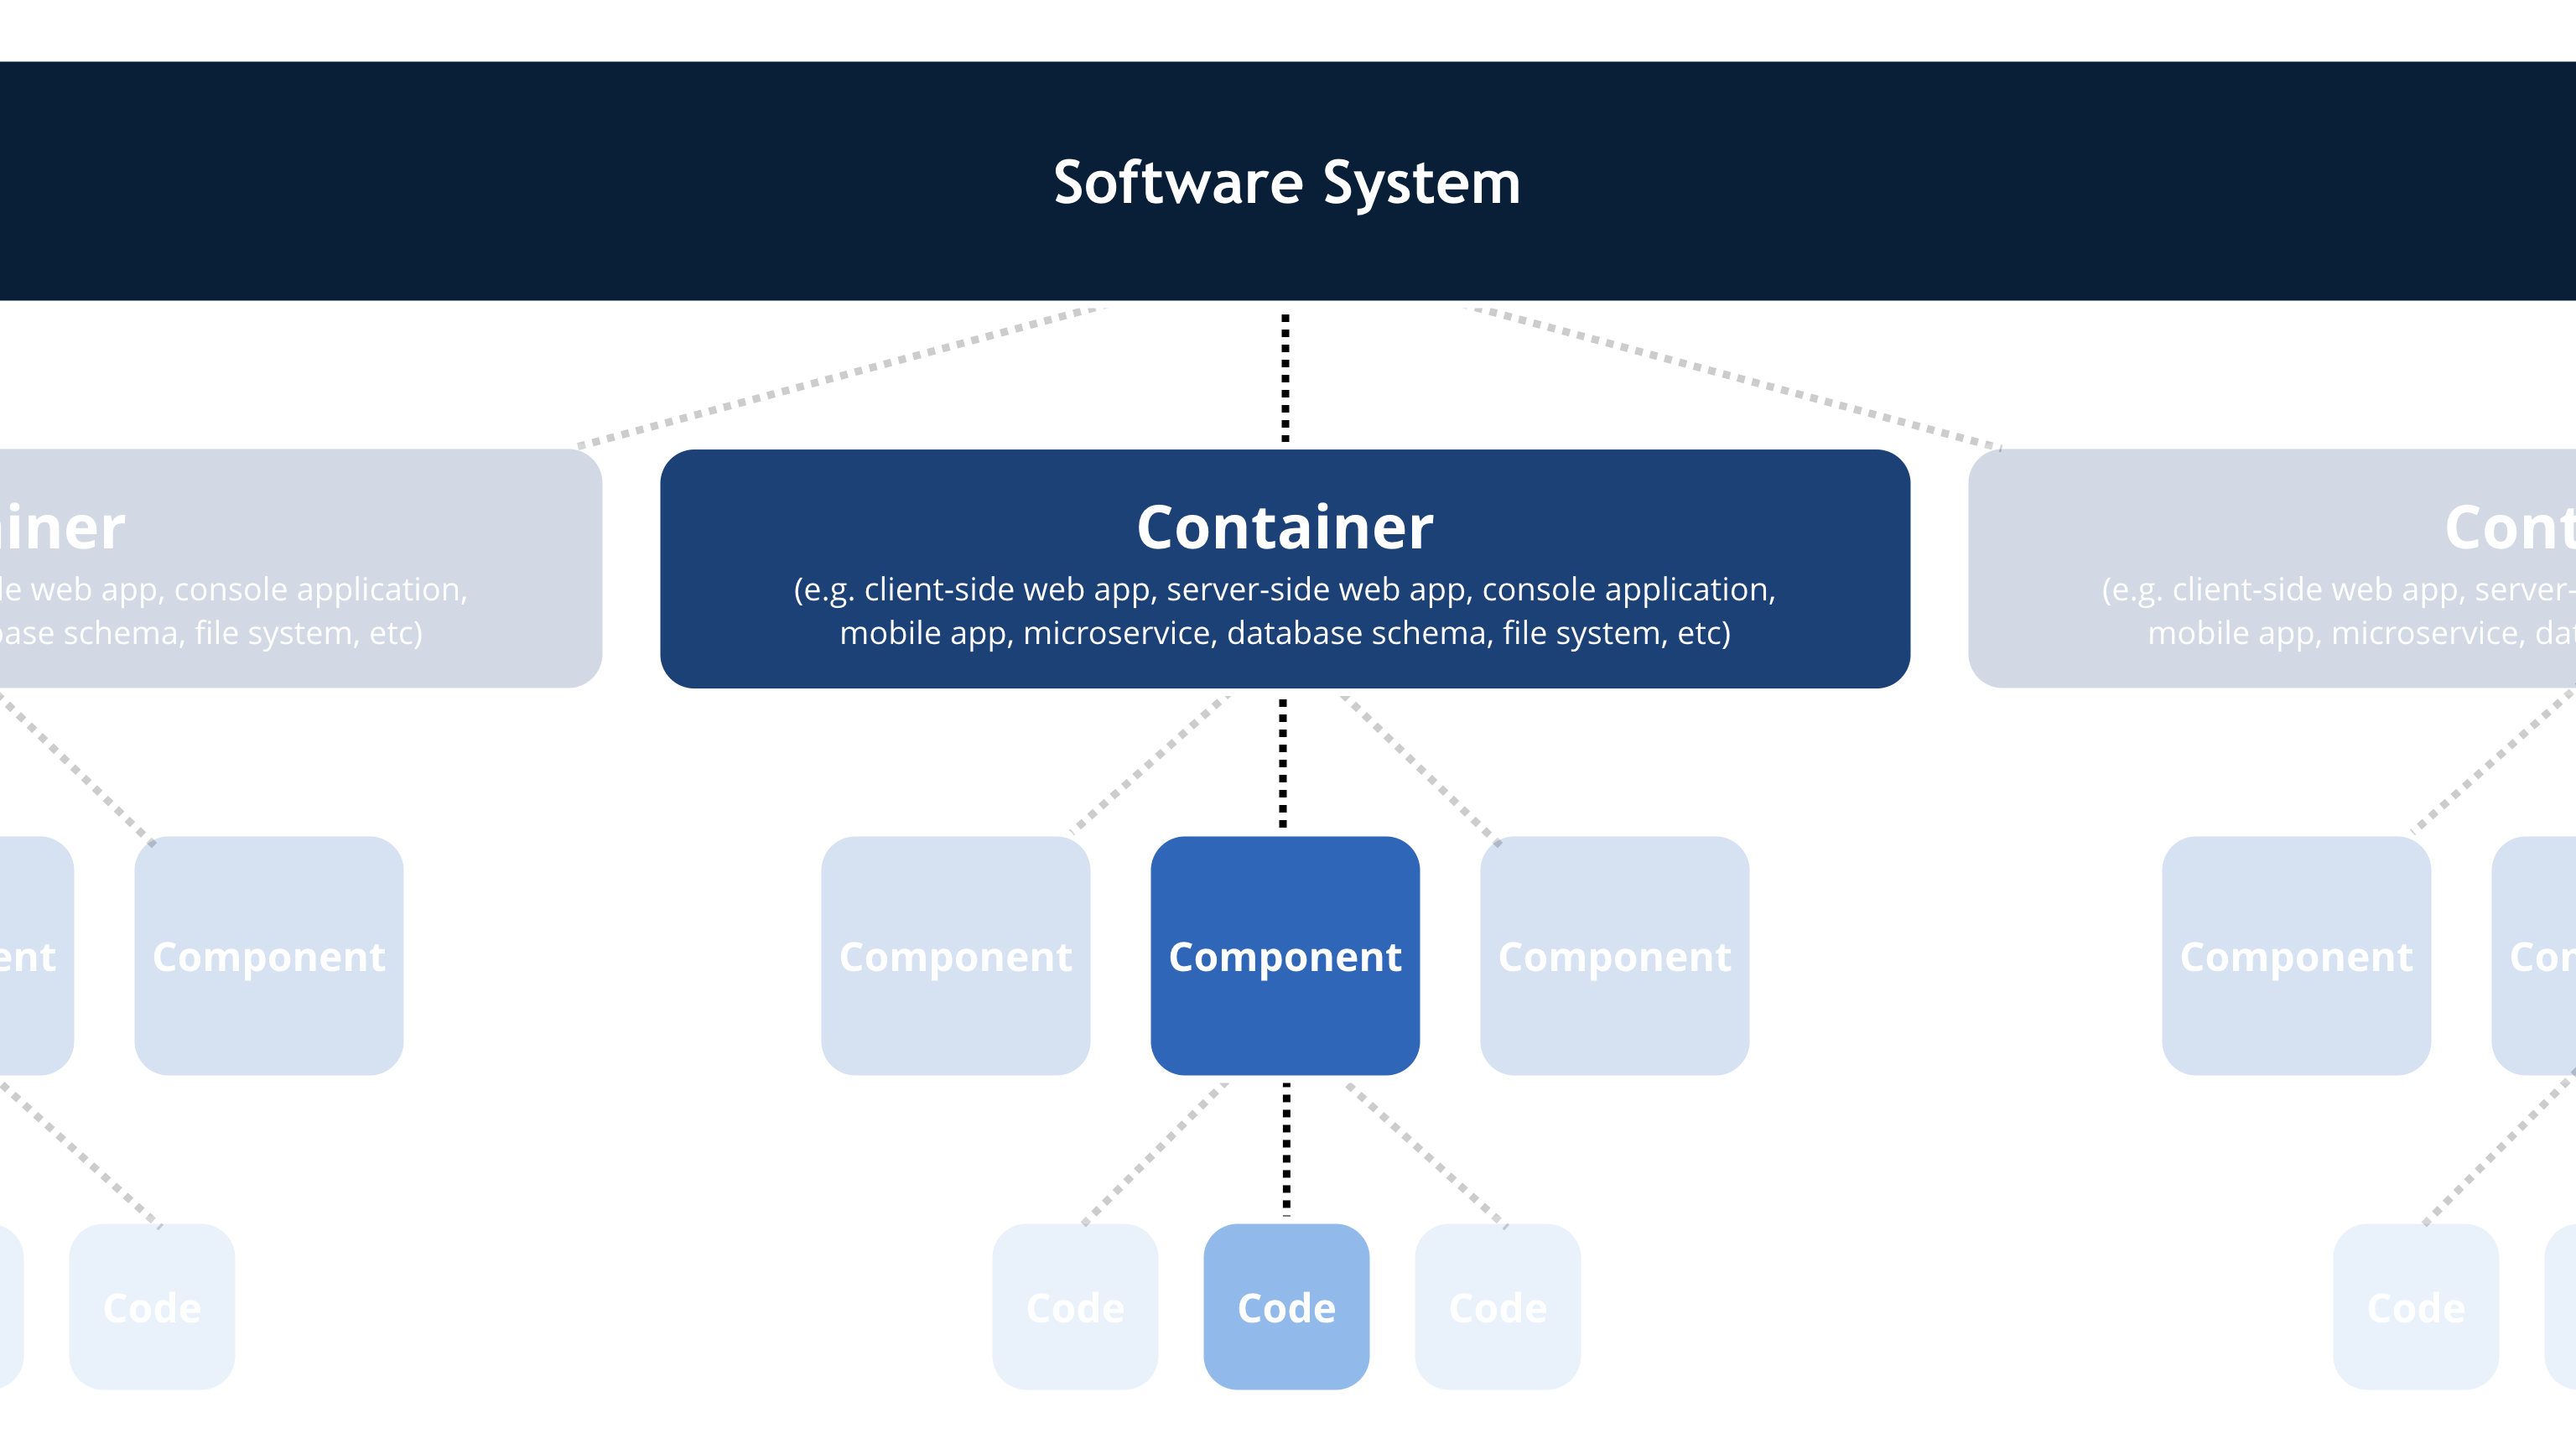 Software System
iner
Container
Cont
le web app, console application,
(e.g. client-side web app, server-side web app, console application,
(e.g. client-side web app, server-
ase schema, file system, etc)
mobile app, microservice, database schema, file system, etc)
mobile app, microservice, dat
ent
Component
Component
Component
Component
Component
Con
Code
Code
Code
Code
Code